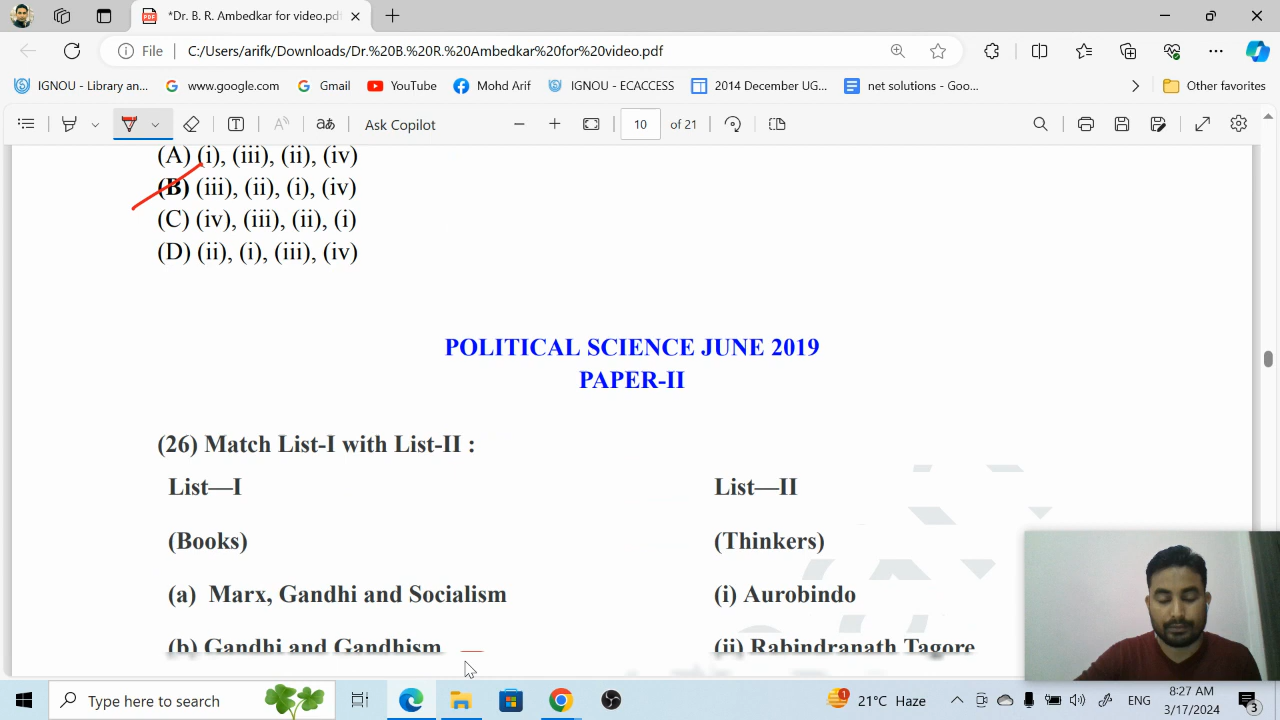 *Dr. B. R. Ambedkar for video.pdf
File
C:/Users/arifk/Downloads/Dr.%20B.%20R.%20Ambedkar%20for%20video.pdf
IGNOU - Library an...
www.google.com
Gmail
YouTube
Mohd Arif
IGNOU - ECACCESS
2014 December UG...
net solutions - Goo...
Other favorites
Ask Copilot
10 of 21
(A) (i), (iii), (ii), (iv)
(B) (iii), (ii), (i), (iv)
(C) (iv), (iii), (ii), (i)
(D) (ii), (i), (iii), (iv)
POLITICAL SCIENCE JUNE 2019
PAPER-II
(26) Match List-I with List-II :
List—I
List—II
(Books)
(Thinkers)
(a) Marx, Gandhi and Socialism
(i) Aurobindo
(b) Gandhi and Gandhism
(ii) Rabindranath Tagore
Type here to search
1
21°C Haze
ENG
8:27 AM
3/17/2024
3